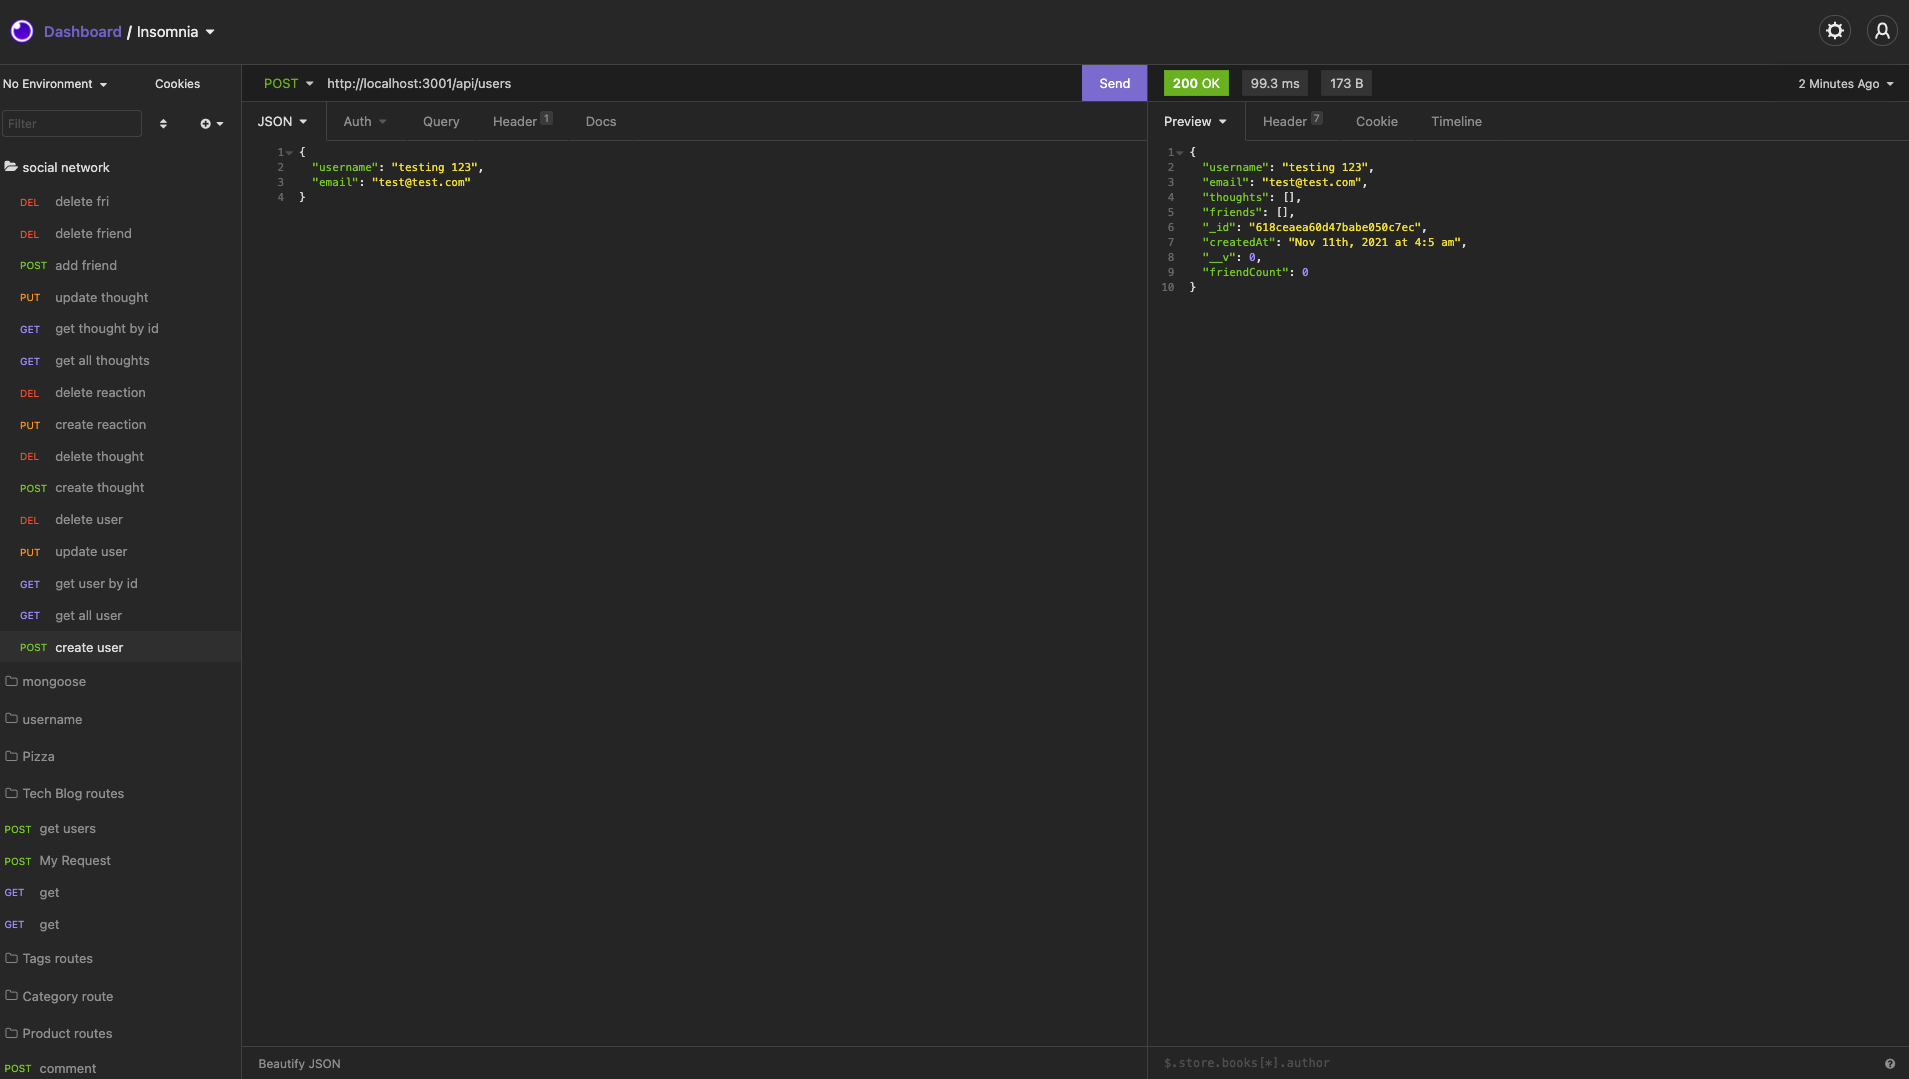 Dashboard / Insomnia
No Environment
Cookies
Filter
social network
DEL delete fri
DEL delete friend
POST add friend
PUT update thought
GET get thought by id
GET get all thoughts
DEL delete reaction
PUT create reaction
DEL delete thought
POST create thought
DEL delete user
PUT update user
GET get user by id
GET get all user
POST create user
mongoose
username
Pizza
Tech Blog routes
POST get users
POST My Request
GET get
GET get
Tags routes
Category route
Product routes
POST comment
POST http://localhost:3001/api/users Send
JSON Auth Query Header 1 Docs
1 {
2 "username": "testing 123",
3 "email": "test@test.com"
4 }
Beautify JSON
200 OK 99.3 ms 173 B 2 Minutes Ago
Preview Header 7 Cookie Timeline
1 {
2 "username": "testing 123",
3 "email": "test@test.com",
4 "thoughts": [],
5 "friends": [],
6 "_id": "618ceaea60d47babe050c7ec",
7 "createdAt": "Nov 11th, 2021 at 4:5 am",
8 "__v": 0,
9 "friendCount": 0
10 }
$.store.books[*].author